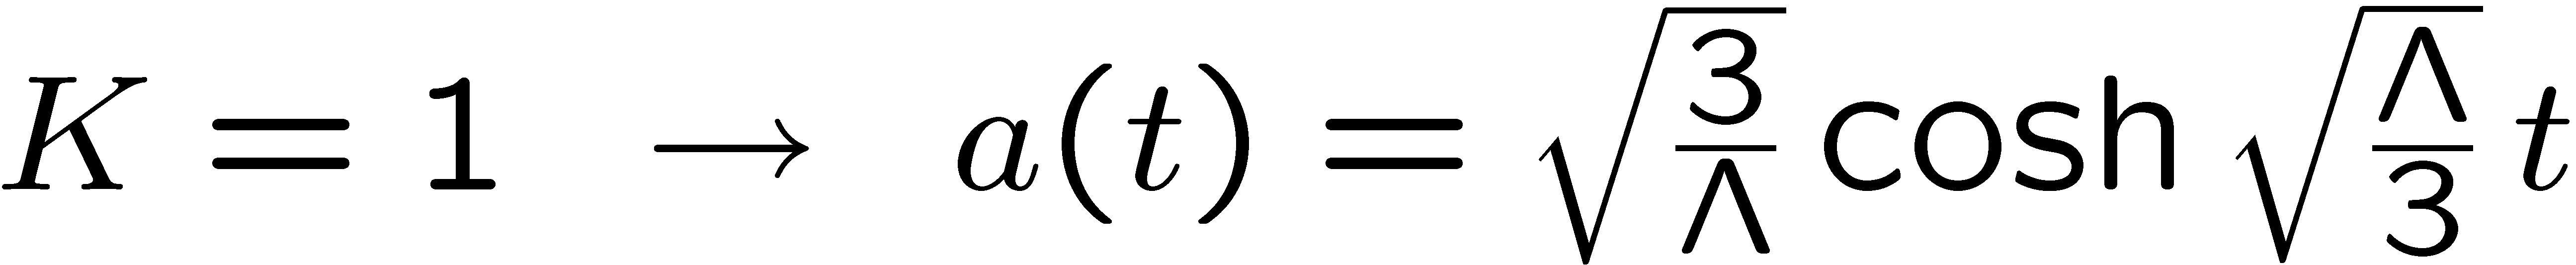 K = 1 → a(t) = √(3/Λ) cosh √(Λ/3) t